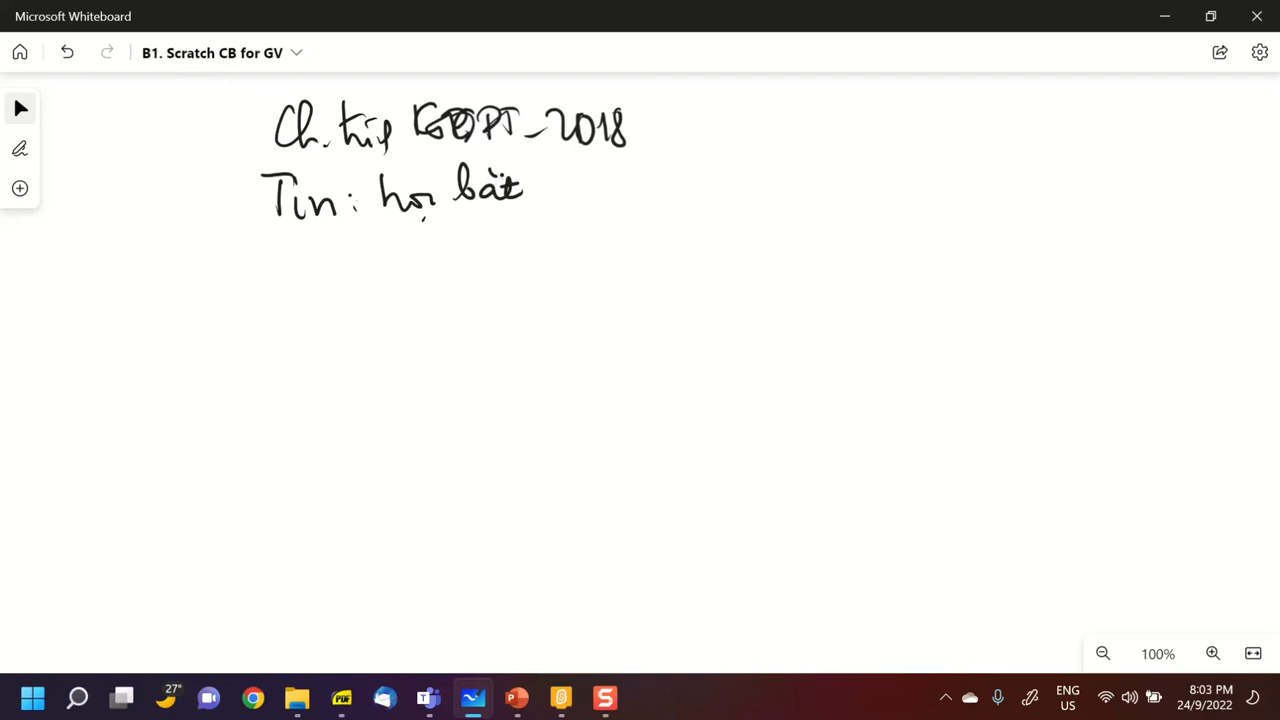 Microsoft Whiteboard
B1. Scratch CB for GV
Ch. trình GDPT - 2018
Tin: học bắt
100%
27°
ENG
US
8:03 PM
24/9/2022